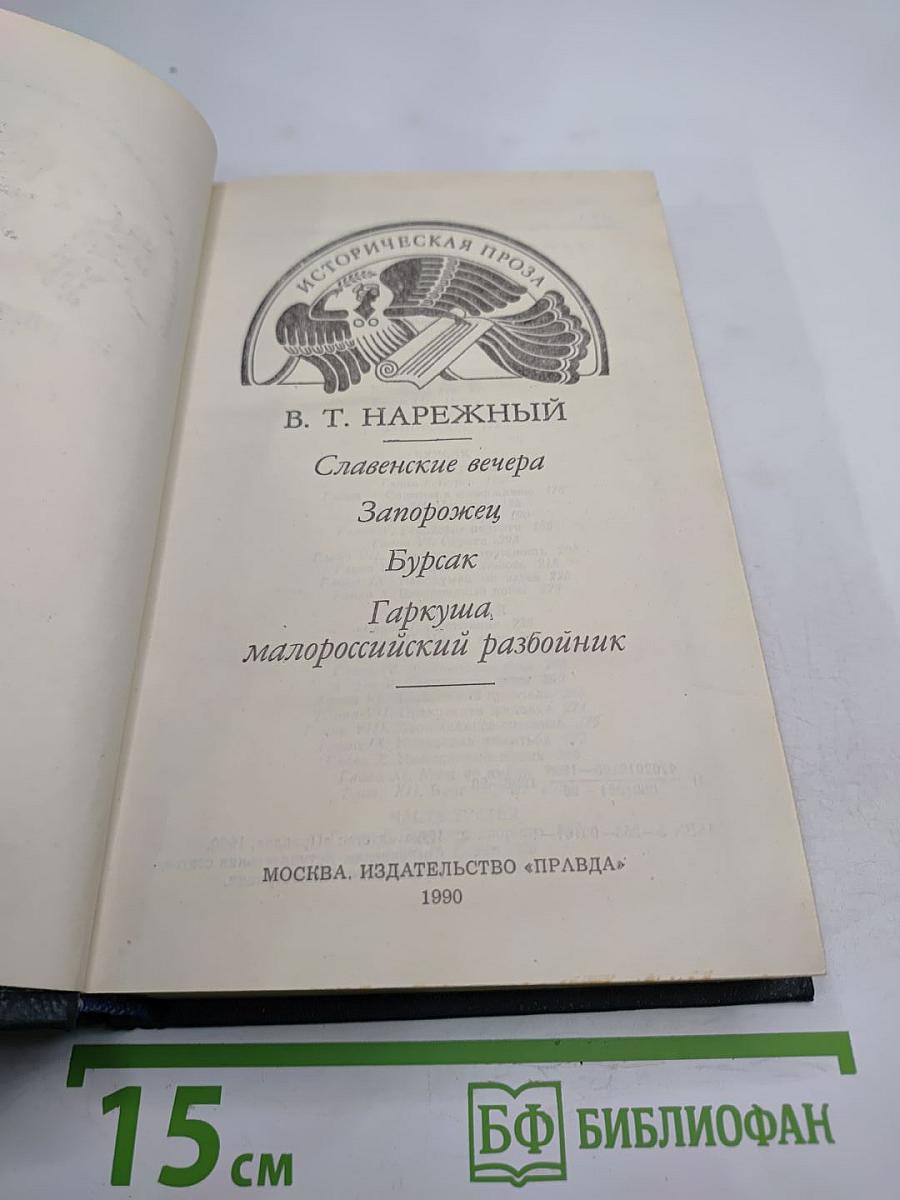 ИСТОРИЧЕСКАЯ ПРОЗА
В. Т. НАРЕЖНЫЙ
Славенские вечера
Запорожец
Бурсак
Гаркуша,
малороссийский разбойник
МОСКВА. ИЗДАТЕЛЬСТВО «ПРАВДА»
1990
15 см
БФ БИБЛИОФАН